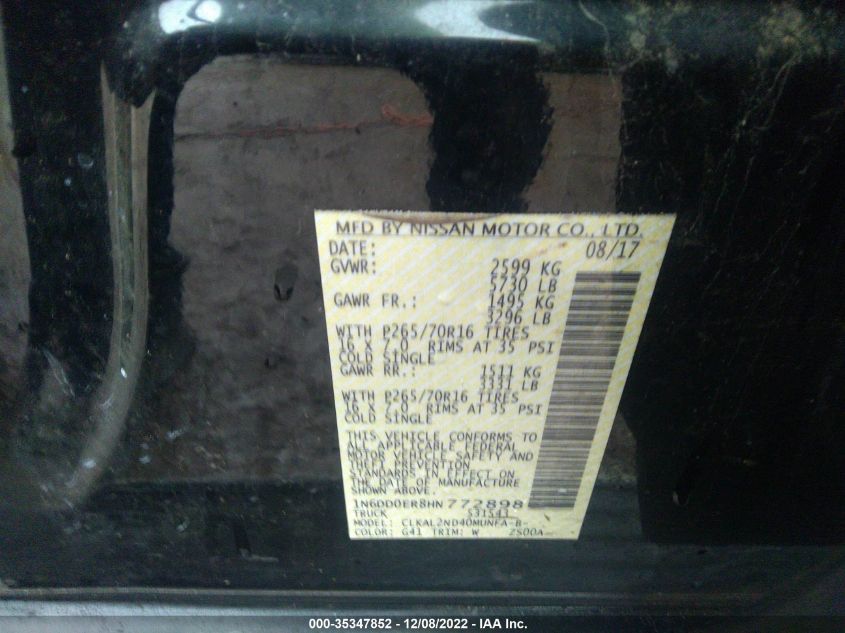 MFD BY NISSAN MOTOR CO., LTD.
DATE: 08/17
GVWR: 2599 KG
5730 LB
GAWR FR.: 1495 KG
3296 LB
WITH P265/70R16 TIRES
16 X 7.0 RIMS AT 35 PSI
COLD SINGLE
GAWR RR.: 1511 KG
3331 LB
WITH P265/70R16 TIRES
16 X 7.0 RIMS AT 35 PSI
COLD SINGLE
THIS VEHICLE CONFORMS TO
ALL APPLICABLE FEDERAL
MOTOR VEHICLE SAFETY AND
THEFT PREVENTION
STANDARDS IN EFFECT ON
THE DATE OF MANUFACTURE
SHOWN ABOVE.
1N6DD0ER8HN772898
TRUCK 531543
MODEL: CLKAL2ND40MUNFA-B-
COLOR: G41 TRIM: W 2500A
000-35347852 - 12/08/2022 - IAA Inc.